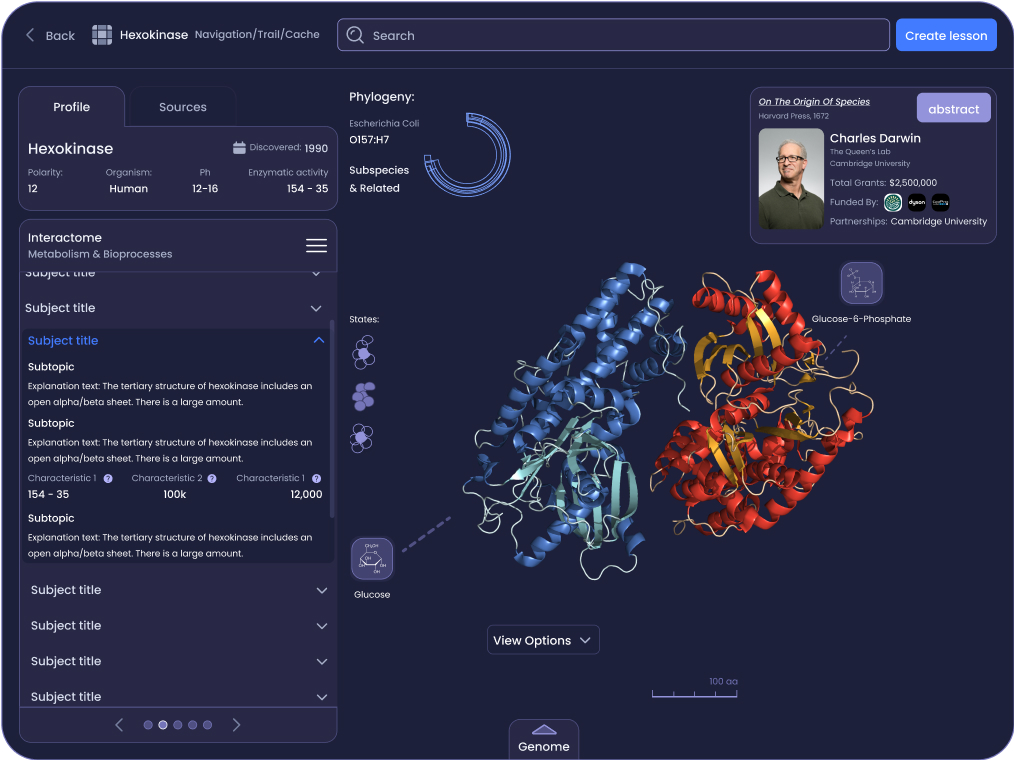 Back
Hexokinase
Navigation/Trail/Cache
Search
Create lesson
Profile
Sources
Hexokinase
Discovered: 1990
Polarity:
12
Organism:
Human
Ph
12-16
Enzymatic activity
154 - 35
Interactome
Metabolism & Bioprocesses
Subject title
Subject title
Subject title
Subtopic
Explanation text: The tertiary structure of hexokinase includes an
open alpha/beta sheet. There is a large amount.
Subtopic
Explanation text: The tertiary structure of hexokinase includes an
open alpha/beta sheet. There is a large amount.
Characteristic 1 ?
154 - 35
Characteristic 2 ?
100k
Characteristic 1 ?
12,000
Subtopic
Explanation text: The tertiary structure of hexokinase includes an
open alpha/beta sheet. There is a large amount.
Subject title
Subject title
Subject title
Subject title
Phylogeny:
Escherichia Coli
O157:H7
Subspecies
& Related
States:
On The Origin Of Species
Harvard Press, 1672
abstract
Charles Darwin
The Queen's Lab
Cambridge University
Total Grants: $2,500,000
Funded By:
dyson
Partnerships: Cambridge University
Glucose-6-Phosphate
CH₂OH
O
OH
OH
OH
OH
Glucose
View Options
100 aa
Genome